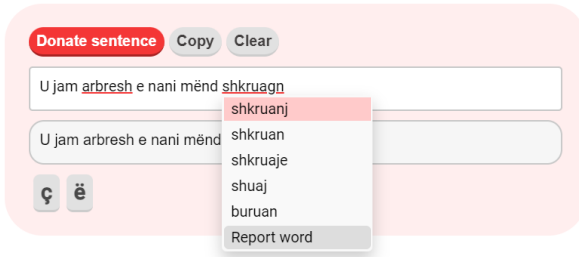 Donate sentence Copy Clear
U jam arbresh e nani mënd shkruagn
shkruanj
U jam arbresh e nani mënd
shkruan
shkruaje
shuaj
buruan
Report word
ç ë